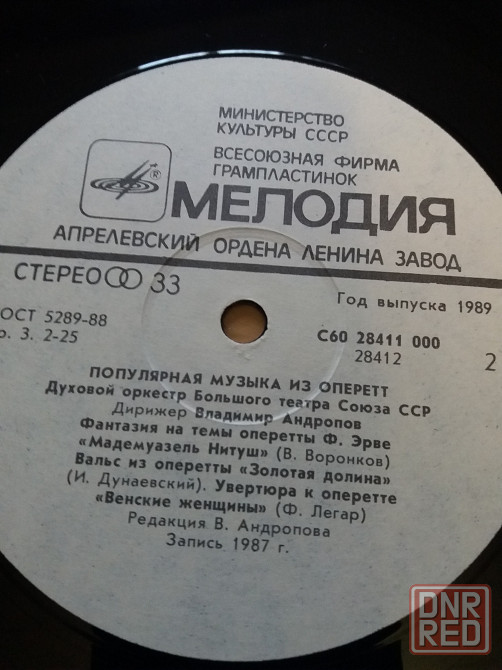 МИНИСТЕРСТВО
КУЛЬТУРЫ СССР
ВСЕСОЮЗНАЯ ФИРМА
ГРАМПЛАСТИНОК
®
МЕЛОДИЯ
АПРЕЛЕВСКИЙ ОРДЕНА ЛЕНИНА ЗАВОД
СТЕРЕО 33
Год выпуска 1989
ОСТ 5289-88
р. 3. 2-25
С60 28411 000
28412
2
ПОПУЛЯРНАЯ МУЗЫКА ИЗ ОПЕРЕТТ
Духовой оркестр Большого театра Союза ССР
Дирижер Владимир Андропов
Фантазия на темы оперетты Ф. Эрве
«Мадемуазель Нитуш» (В. Воронков)
Вальс из оперетты «Золотая долина»
(И. Дунаевский). Увертюра к оперетте
«Венские женщины» (Ф. Легар)
Редакция В. Андропова
Запись 1987 г.
DNR
RED